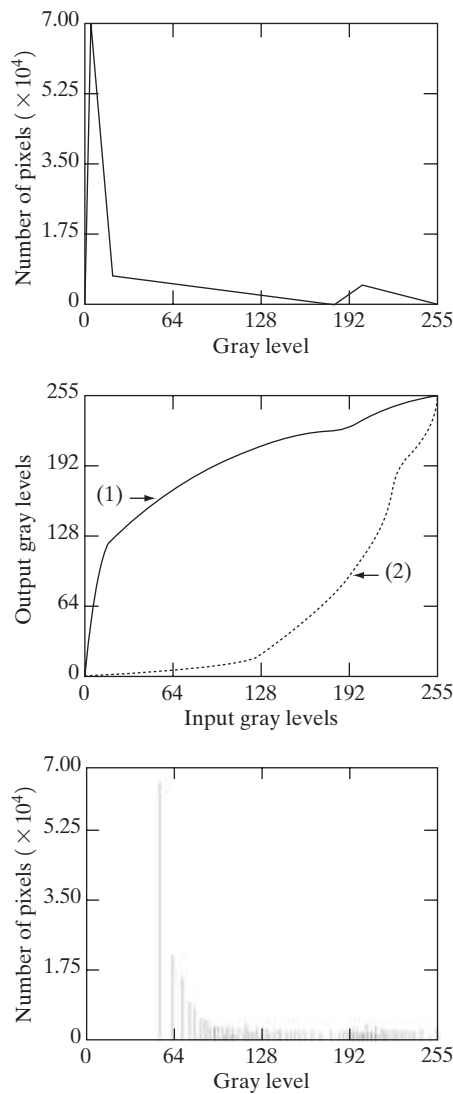 7.00
5.25
3.50
1.75
0
Number of pixels ( × 10⁴)
0 64 128 192 255
Gray level
255
192
128
64
0
Output gray levels
(1)
(2)
0 64 128 192 255
Input gray levels
7.00
5.25
3.50
1.75
0
Number of pixels ( × 10⁴)
0 64 128 192 255
Gray level